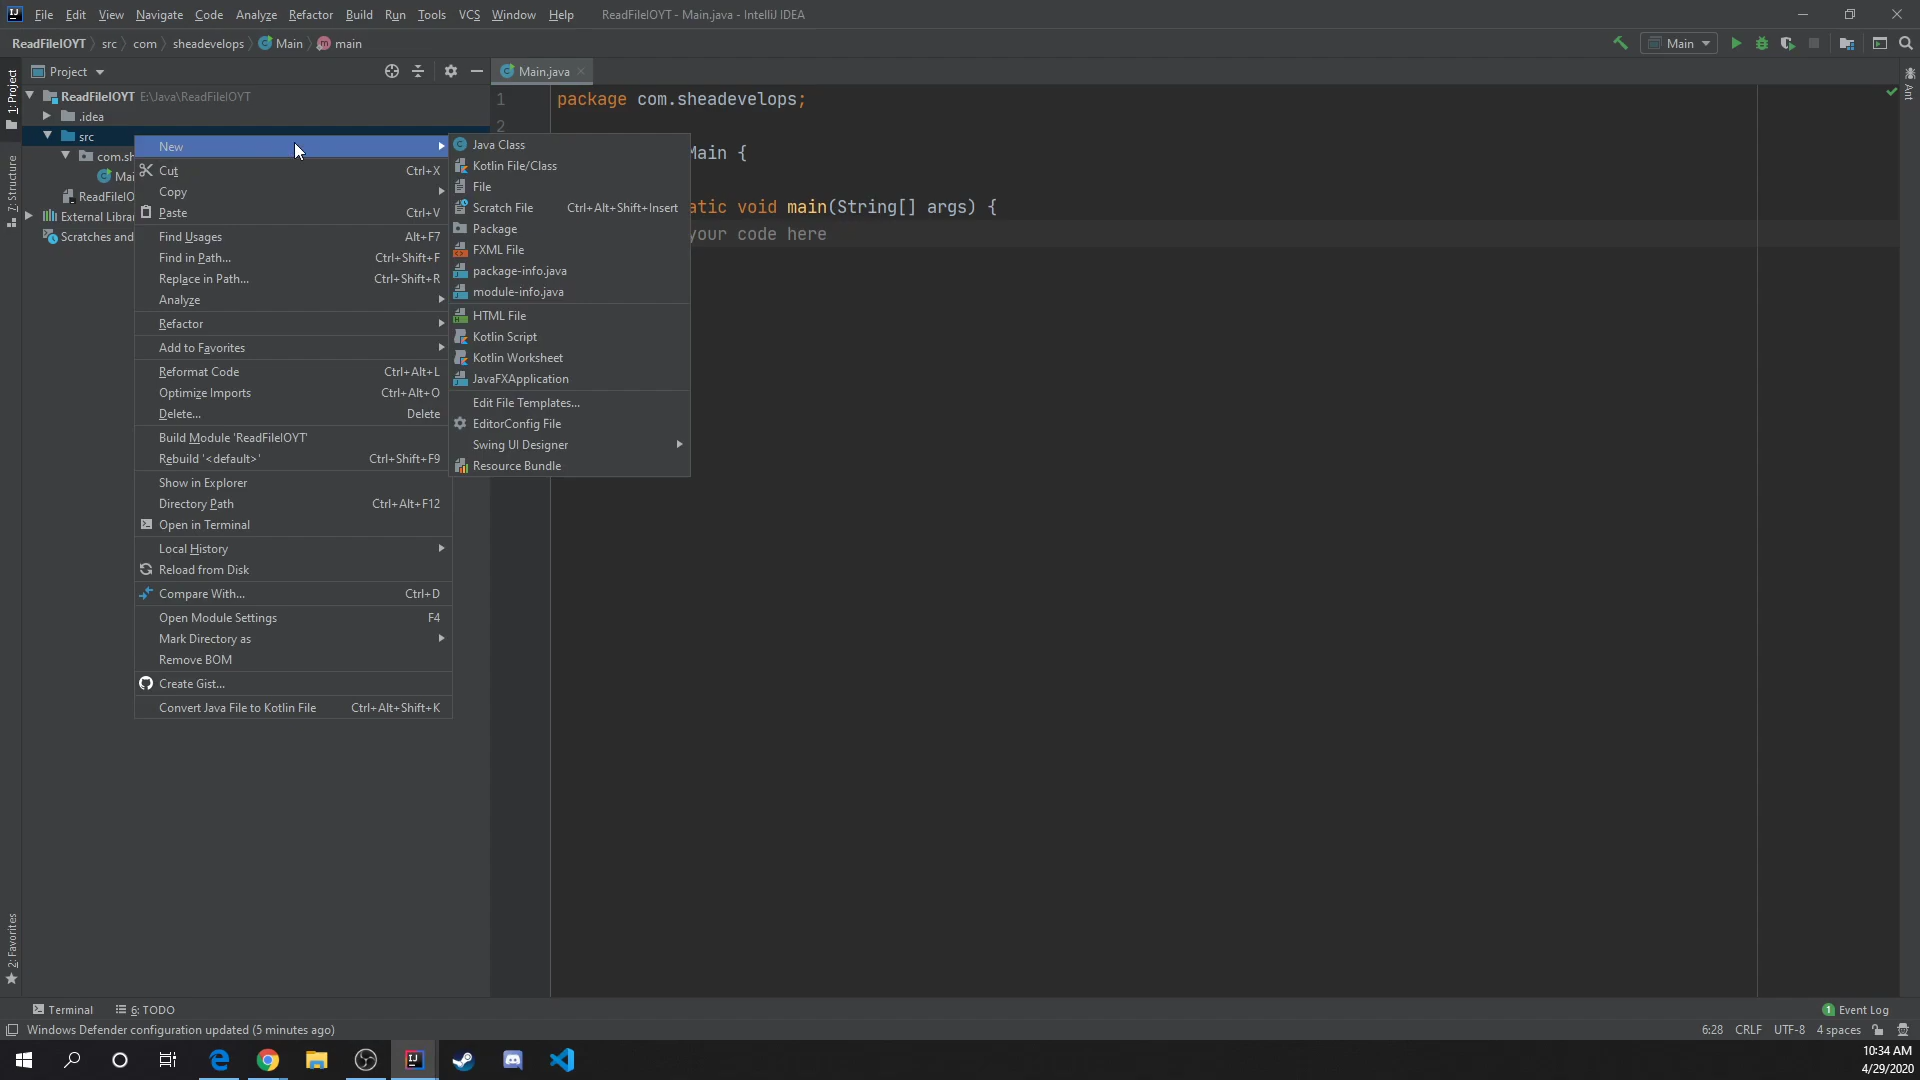 File Edit View Navigate Code Analyze Refactor Build Run Tools VCS Window Help ReadFileIOYT - Main.java - IntelliJ IDEA
ReadFileIOYT src com sheadevelops Main main Main
Project Main.java
1: Project
7: Structure
2: Favorites
Ant
ReadFileIOYT E:\Java\ReadFileIOYT
.idea
src
com.sh
Mai
ReadFileIO
External Librar
Scratches and
New
Cut Ctrl+X
Copy
Paste Ctrl+V
Find Usages Alt+F7
Find in Path... Ctrl+Shift+F
Replace in Path... Ctrl+Shift+R
Analyze
Refactor
Add to Favorites
Reformat Code Ctrl+Alt+L
Optimize Imports Ctrl+Alt+O
Delete... Delete
Build Module 'ReadFileIOYT'
Rebuild '<default>' Ctrl+Shift+F9
Show in Explorer
Directory Path Ctrl+Alt+F12
Open in Terminal
Local History
Reload from Disk
Compare With... Ctrl+D
Open Module Settings F4
Mark Directory as
Remove BOM
Create Gist...
Convert Java File to Kotlin File Ctrl+Alt+Shift+K
Java Class
Kotlin File/Class
File
Scratch File Ctrl+Alt+Shift+Insert
Package
FXML File
package-info.java
module-info.java
HTML File
Kotlin Script
Kotlin Worksheet
JavaFXApplication
Edit File Templates...
EditorConfig File
Swing UI Designer
Resource Bundle
1 package com.sheadevelops;
2
Main {
atic void main(String[] args) {
your code here
Terminal 6: TODO 1 Event Log
Windows Defender configuration updated (5 minutes ago) 6:28 CRLF UTF-8 4 spaces
10:34 AM
4/29/2020